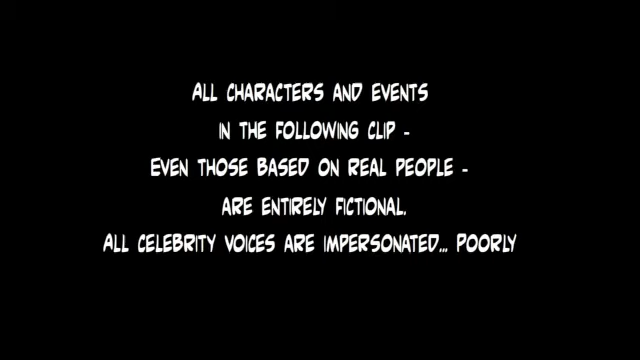 ALL CHARACTERS AND EVENTS
IN THE FOLLOWING CLIP -
EVEN THOSE BASED ON REAL PEOPLE -
ARE ENTIRELY FICTIONAL.
ALL CELEBRITY VOICES ARE IMPERSONATED... POORLY